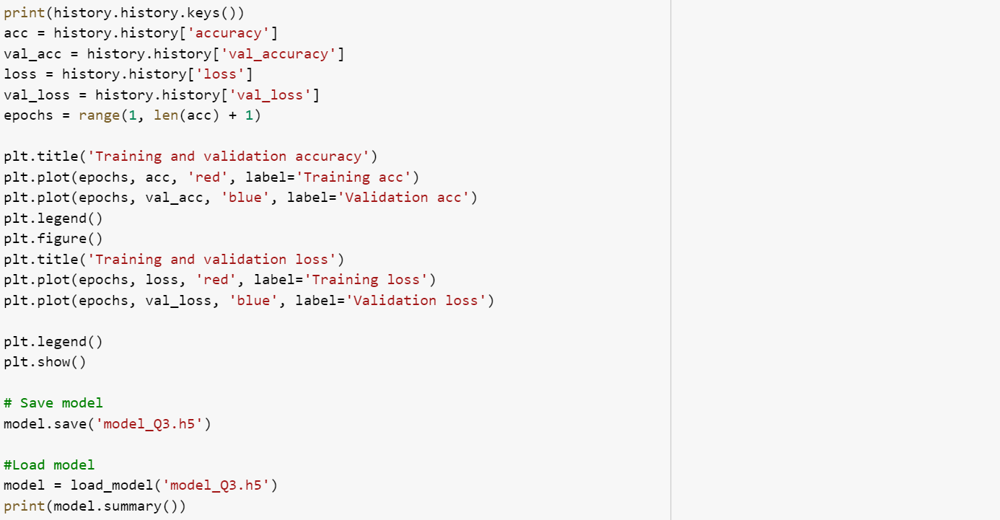 print(history.history.keys())
acc = history.history['accuracy']
val_acc = history.history['val_accuracy']
loss = history.history['loss']
val_loss = history.history['val_loss']
epochs = range(1, len(acc) + 1)
plt.title('Training and validation accuracy')
plt.plot(epochs, acc, 'red', label='Training acc')
plt.plot(epochs, val_acc, 'blue', label='Validation acc')
plt.legend()
plt.figure()
plt.title('Training and validation loss')
plt.plot(epochs, loss, 'red', label='Training loss')
plt.plot(epochs, val_loss, 'blue', label='Validation loss')
plt.legend()
plt.show()
# Save model
model.save('model_Q3.h5')
#Load model
model = load_model('model_Q3.h5')
print(model.summary())